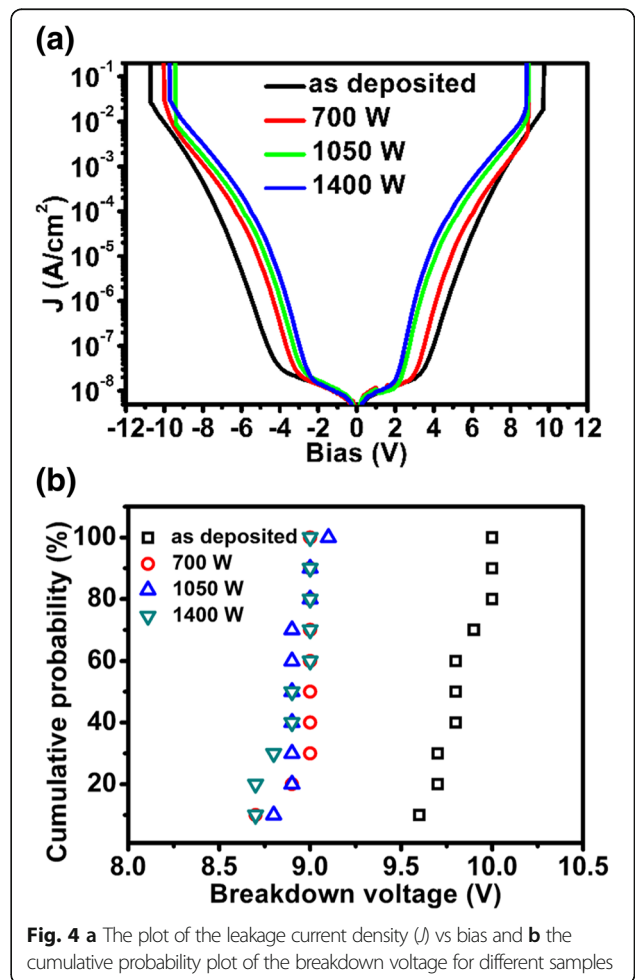 (a)
10⁻¹
10⁻²
10⁻³
10⁻⁴
10⁻⁵
10⁻⁶
10⁻⁷
10⁻⁸
J (A/cm²)
as deposited
700 W
1050 W
1400 W
-12 -10 -8 -6 -4 -2 0 2 4 6 8 10 12
Bias (V)
(b)
100
80
60
40
20
Cumulative probability (%)
as deposited
700 W
1050 W
1400 W
8.0 8.5 9.0 9.5 10.0 10.5
Breakdown voltage (V)
Fig. 4 a The plot of the leakage current density (J) vs bias and b the
cumulative probability plot of the breakdown voltage for different samples